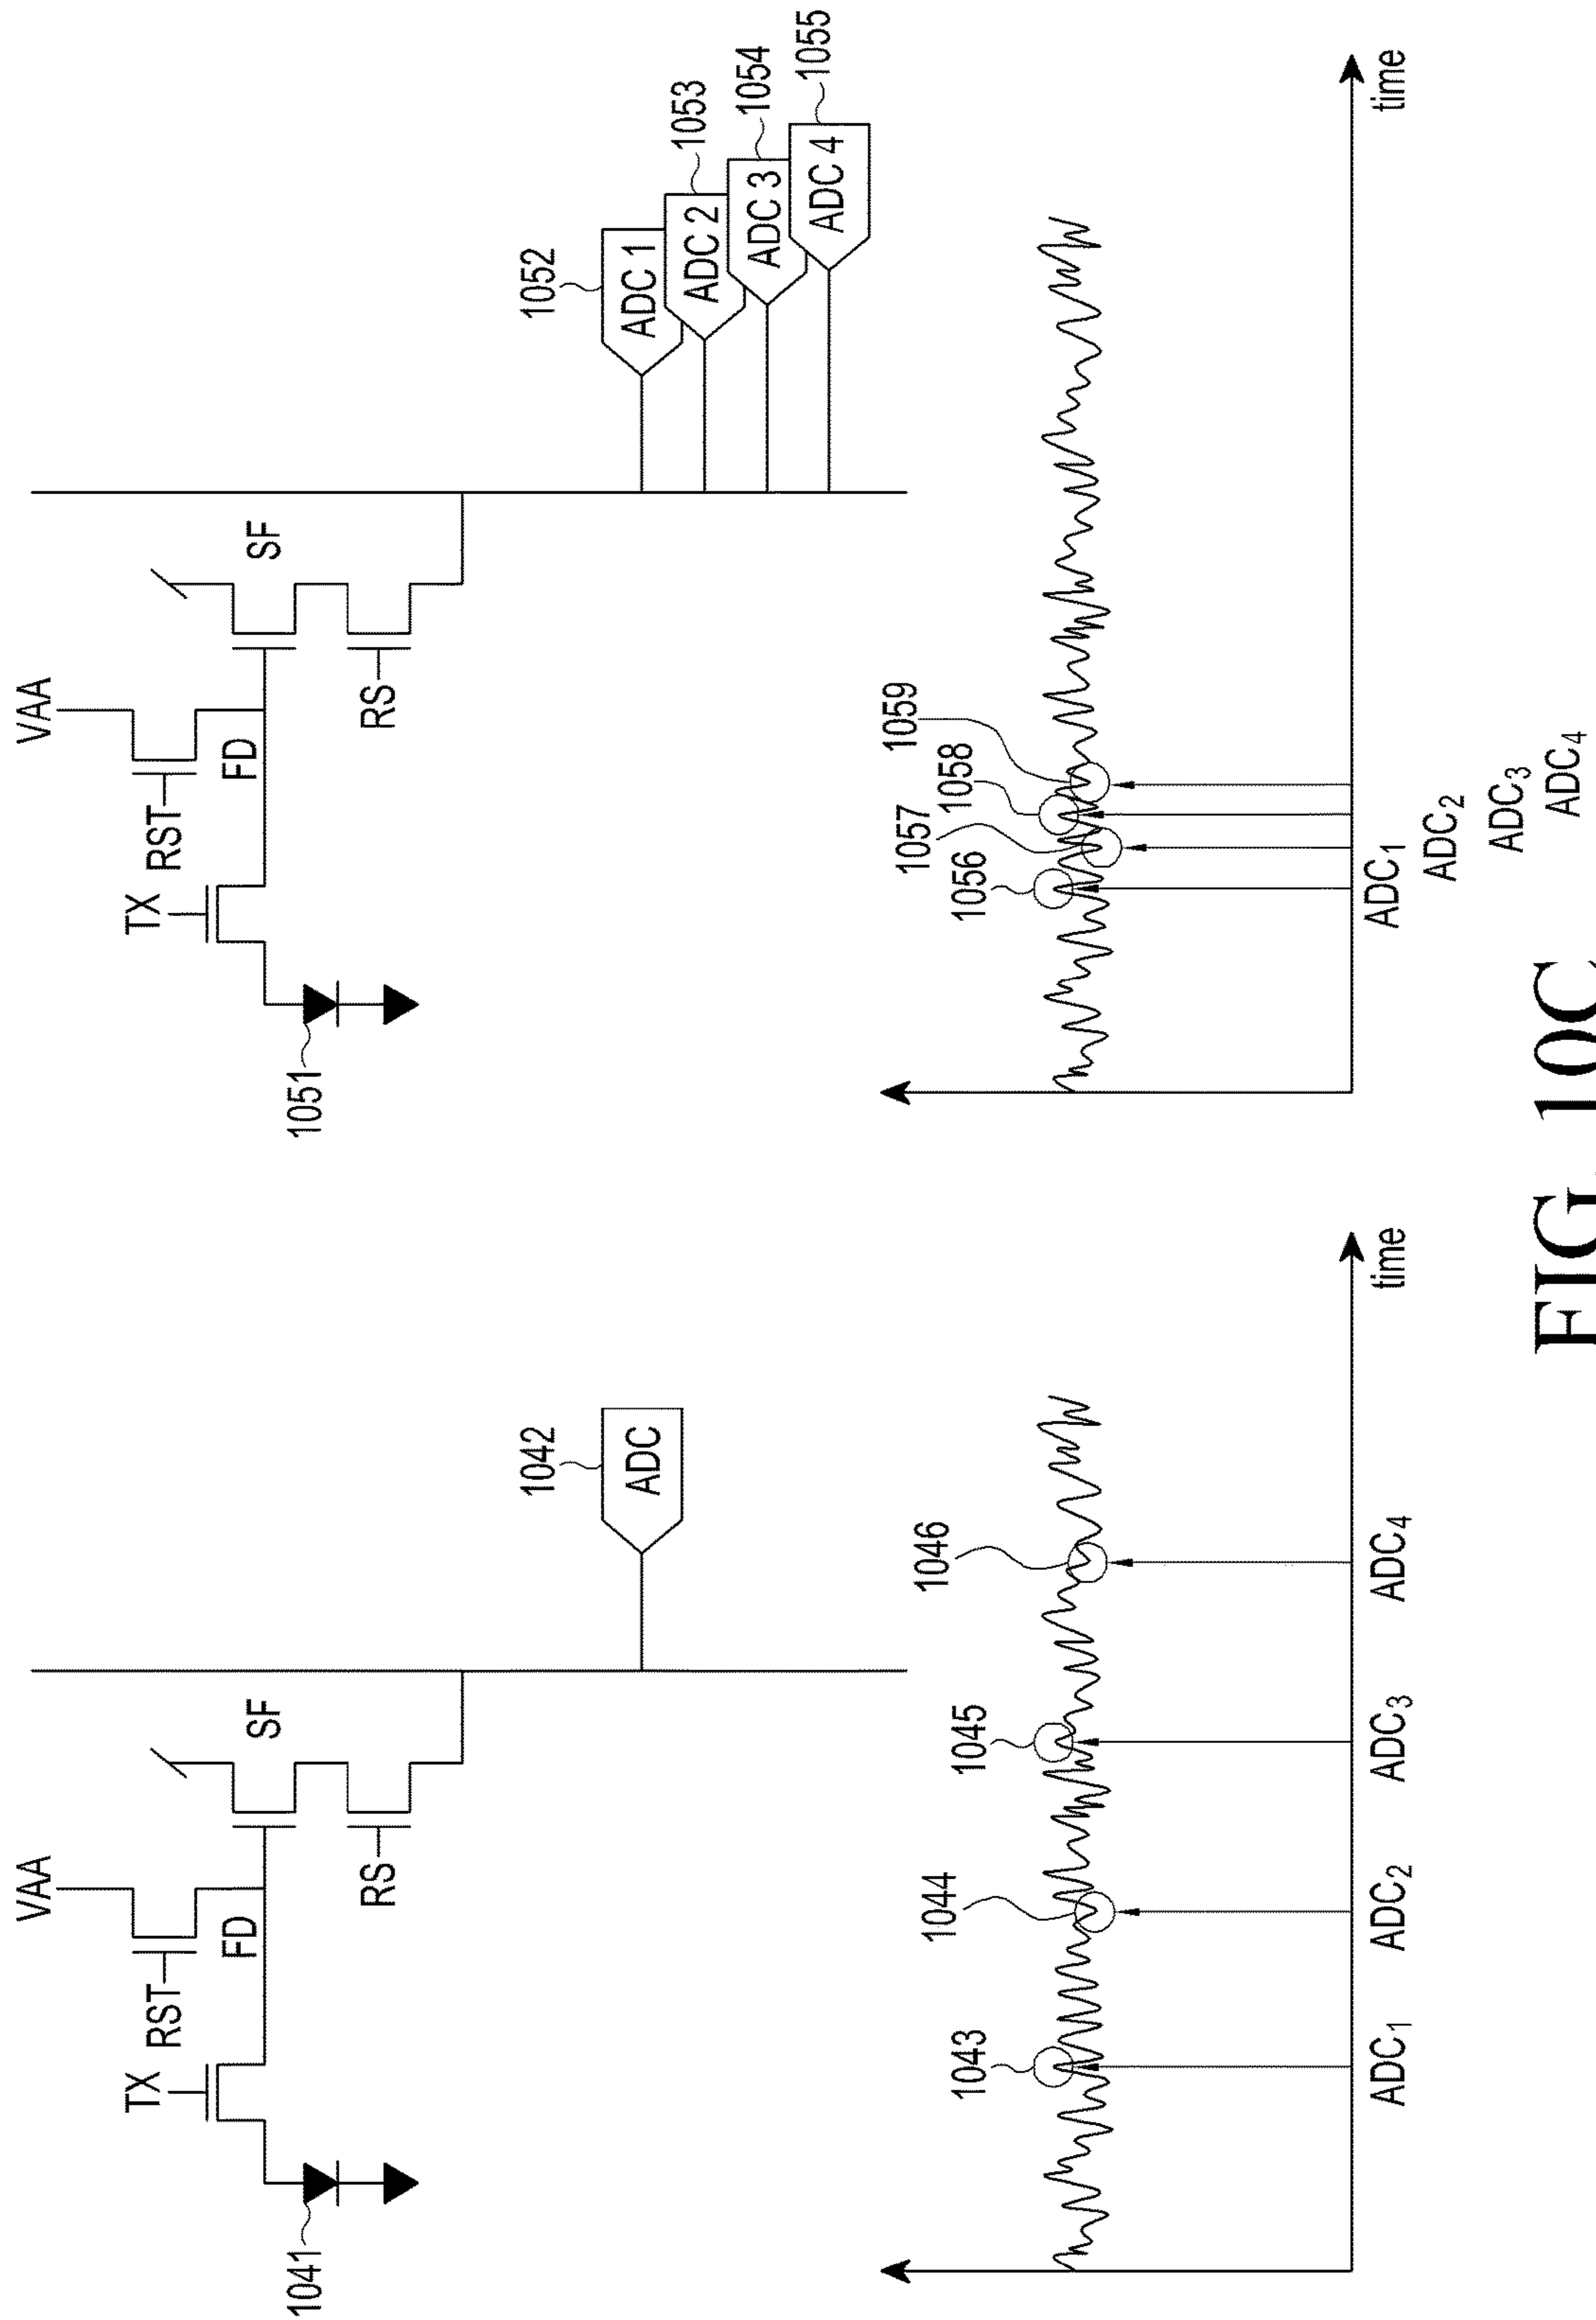 VAA
RST
TX
FD
SF
RS
1041
1042
ADC
1043
1044
1045
1046
ADC1
ADC2
ADC3
ADC4
time
VAA
RST
TX
FD
SF
RS
1051
1052
1053
1054
1055
ADC 1
ADC 2
ADC 3
ADC 4
1056
1057
1058
1059
ADC1
ADC2
ADC3
ADC4
time
FIG. 10C